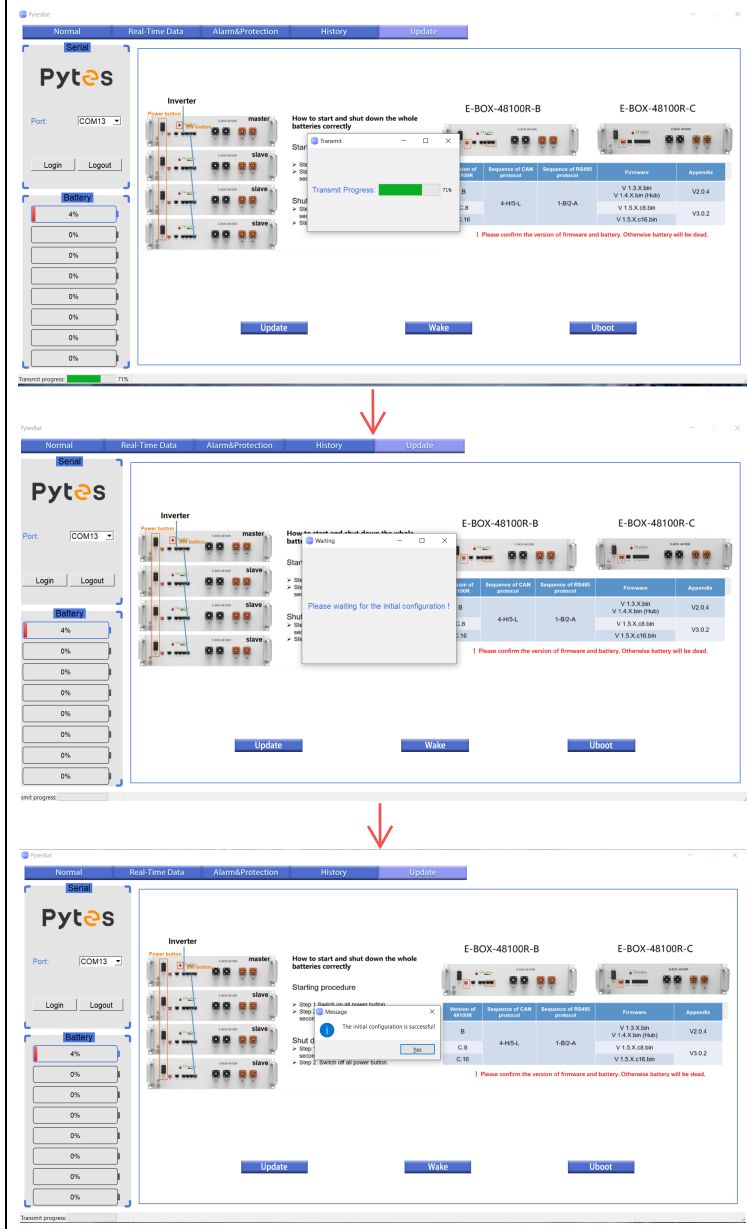 PytesBat
Normal Real-Time Data Alarm&Protection History Update
Serial
Pytes
Port: COM13
Login Logout
Battery
4%
0%
0%
0%
0%
0%
0%
0%
Inverter
Power button
master
slave
slave
slave
How to start and shut down the whole
batteries correctly
Transmit
Transmit Progress: 71%
E-BOX-48100R-B E-BOX-48100R-C
Sequence of CAN protocol Sequence of RS485 protocol Firmware Appendix
B 4-H/5-L 1-B/2-A V 1.3.X.bin
V 1.4.X.bin (Hub) V2.0.4
C.8 V 1.5.X.c8.bin V3.0.2
C.16 V 1.5.X.c16.bin
! Please confirm the version of firmware and battery. Otherwise battery will be dead.
Update Wake Uboot
Transmit progress: 71%
PytesBat
Normal Real-Time Data Alarm&Protection History Update
Serial
Pytes
Port: COM13
Login Logout
Battery
4%
0%
0%
0%
0%
0%
0%
0%
Inverter
Power button
master
slave
slave
slave
Waiting
Please waiting for the initial configuration !
E-BOX-48100R-B E-BOX-48100R-C
Sequence of CAN protocol Sequence of RS485 protocol Firmware Appendix
B 4-H/5-L 1-B/2-A V 1.3.X.bin
V 1.4.X.bin (Hub) V2.0.4
C.8 V 1.5.X.c8.bin V3.0.2
C.16 V 1.5.X.c16.bin
! Please confirm the version of firmware and battery. Otherwise battery will be dead.
Update Wake Uboot
smit progress:
PytesBat
Normal Real-Time Data Alarm&Protection History Update
Serial
Pytes
Port: COM13
Login Logout
Battery
4%
0%
0%
0%
0%
0%
0%
0%
Inverter
Power button
master
slave
slave
slave
How to start and shut down the whole
batteries correctly
Starting procedure
Step 1.Switch on all power button
Message
The initial configuration is successful!
Yes
Step 2. Switch off all power button.
E-BOX-48100R-B E-BOX-48100R-C
Version of 48100R Sequence of CAN protocol Sequence of RS485 protocol Firmware Appendix
B 4-H/5-L 1-B/2-A V 1.3.X.bin
V 1.4.X.bin (Hub) V2.0.4
C.8 V 1.5.X.c8.bin V3.0.2
C.16 V 1.5.X.c16.bin
! Please confirm the version of firmware and battery. Otherwise battery will be dead.
Update Wake Uboot
Transmit progress: